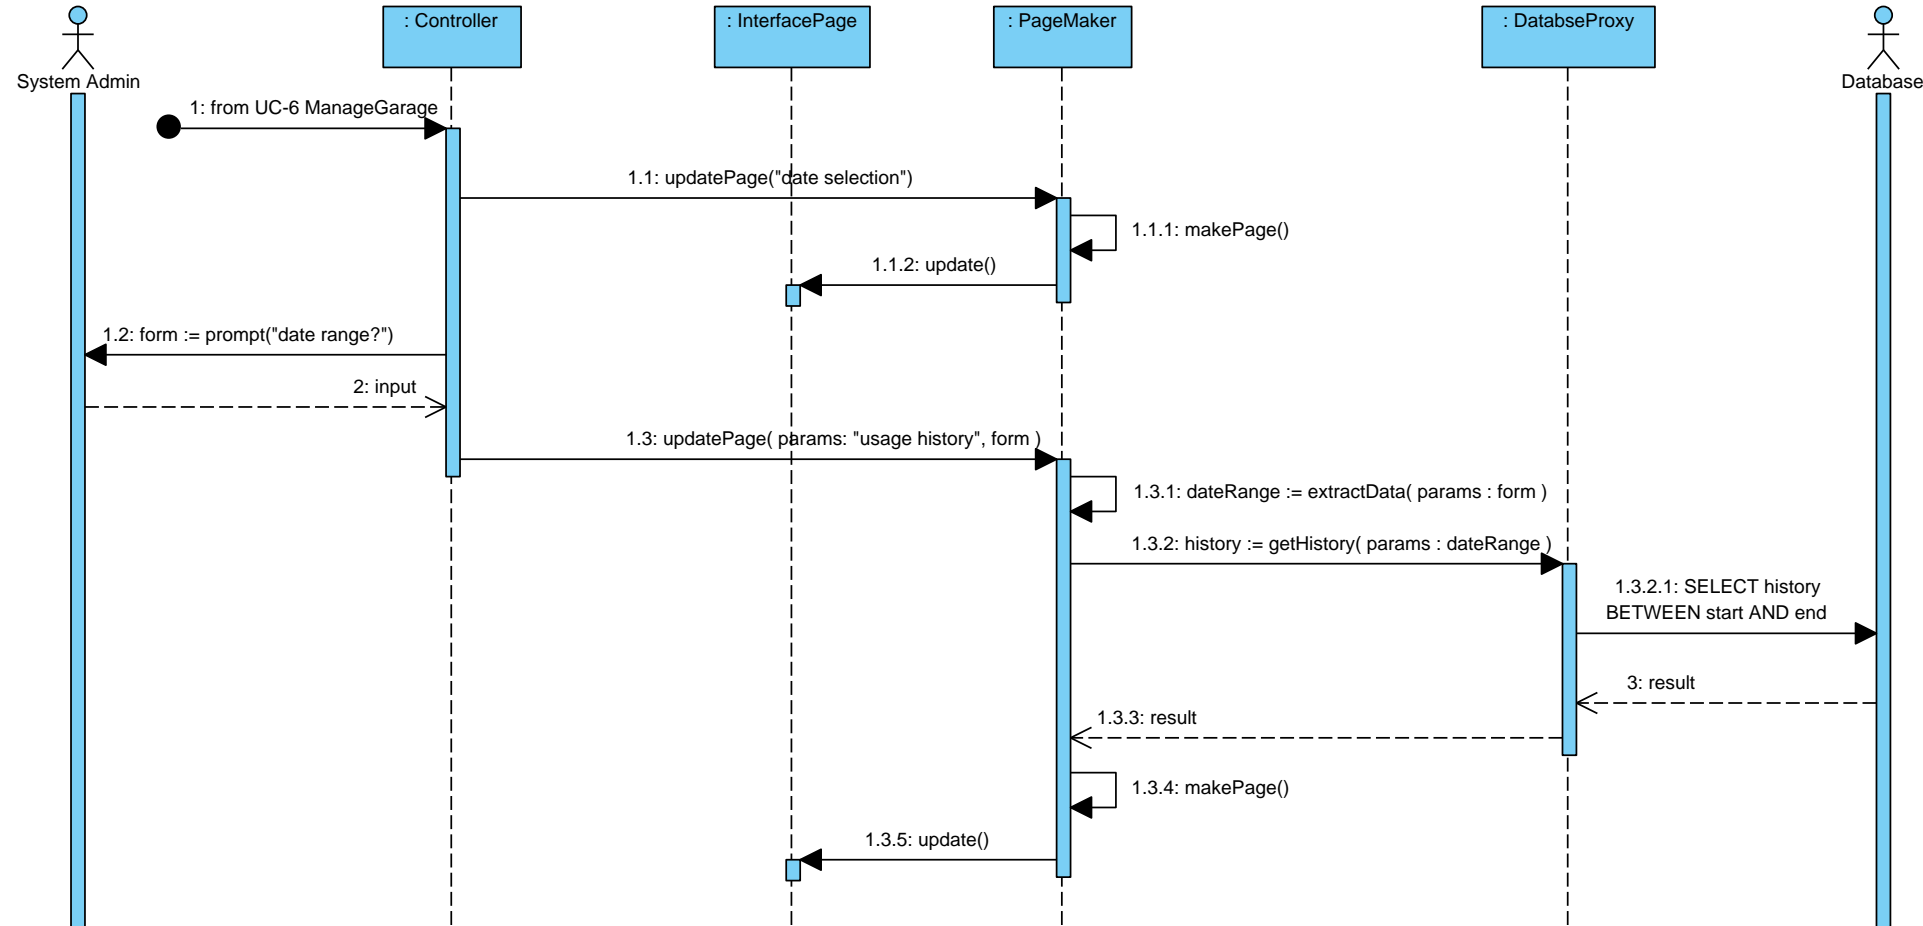 : Controller
: InterfacePage
: PageMaker
: DatabseProxy
System Admin
Database
1: from UC-6 ManageGarage
1.1: updatePage("date selection")
1.1.1: makePage()
1.1.2: update()
1.2: form := prompt("date range?")
2: input
1.3: updatePage( params: "usage history", form )
1.3.1: dateRange := extractData( params : form )
1.3.2: history := getHistory( params : dateRange )
1.3.2.1: SELECT history
BETWEEN start AND end
3: result
1.3.3: result
1.3.4: makePage()
1.3.5: update()